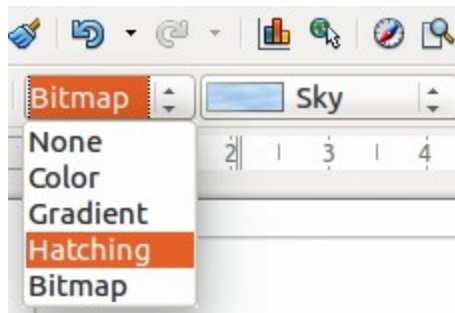 Bitmap Sky
2 3 4
None
Color
Gradient
Hatching
Bitmap